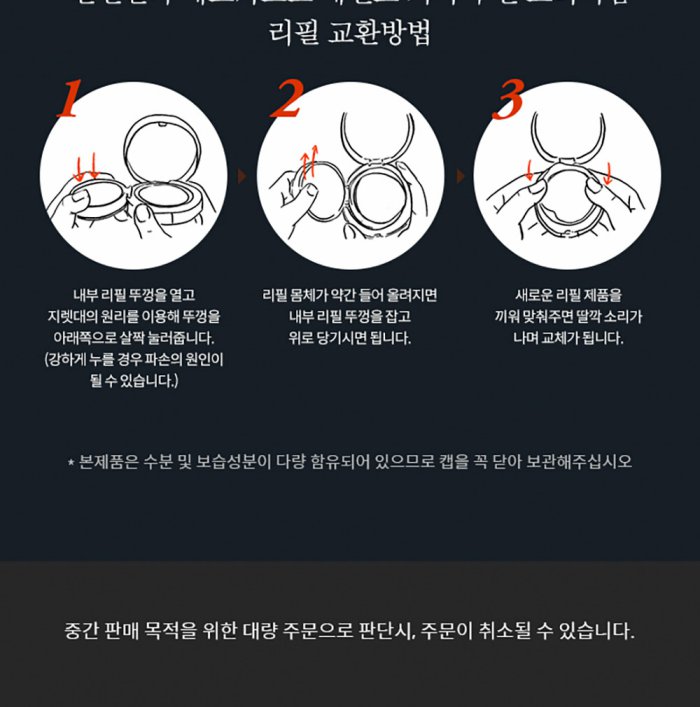 리필 교환방법
1
2
3
내부 리필 뚜껑을 열고
지렛대의 원리를 이용해 뚜껑을
아래쪽으로 살짝 눌러줍니다.
(강하게 누를 경우 파손의 원인이
될 수 있습니다.)
리필 몸체가 약간 들어 올려지면
내부 리필 뚜껑을 잡고
위로 당기시면 됩니다.
새로운 리필 제품을
끼워 맞춰주면 딸깍 소리가
나며 교체가 됩니다.
* 본제품은 수분 및 보습성분이 다량 함유되어 있으므로 캡을 꼭 닫아 보관해주십시오
중간 판매 목적을 위한 대량 주문으로 판단시, 주문이 취소될 수 있습니다.